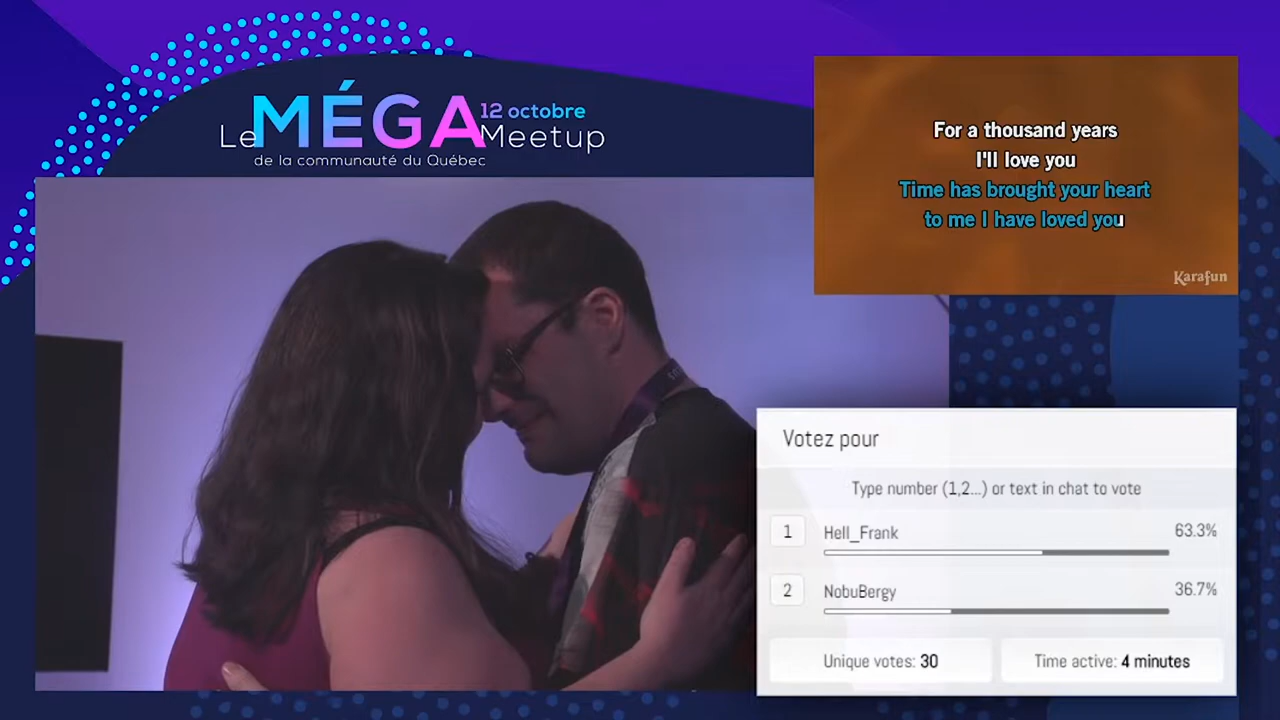 Le MÉGA Meetup
12 octobre
de la communauté du Québec
For a thousand years
I'll love you
Time has brought your heart
to me I have loved you
Karafun
Votez pour
Type number (1,2...) or text in chat to vote
1 Hell_Frank 63.3%
2 NobuBergy 36.7%
Unique votes: 30 Time active: 4 minutes